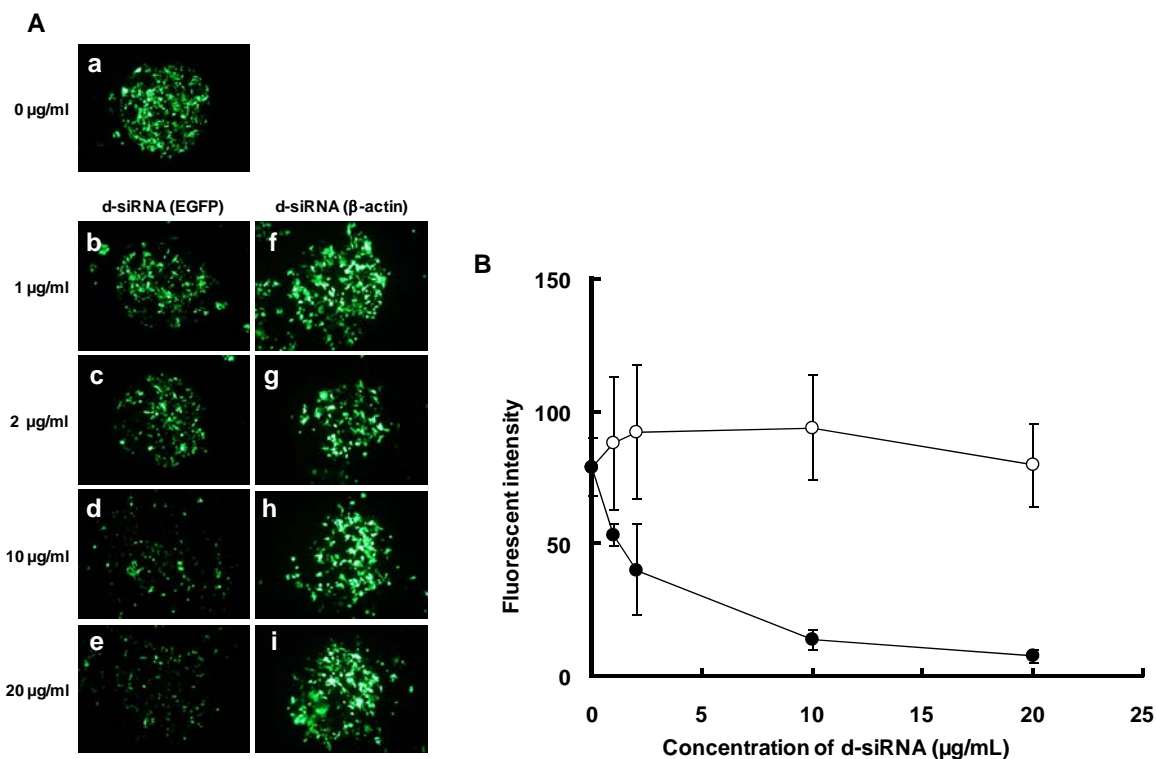 A
a
0 µg/ml
d-siRNA (EGFP) d-siRNA (β-actin)
b f
1 µg/ml
c g
2 µg/ml
d h
10 µg/ml
e i
20 µg/ml
B
150
100
50
0
Fluorescent intensity
0 5 10 15 20 25
Concentration of d-siRNA (µg/mL)